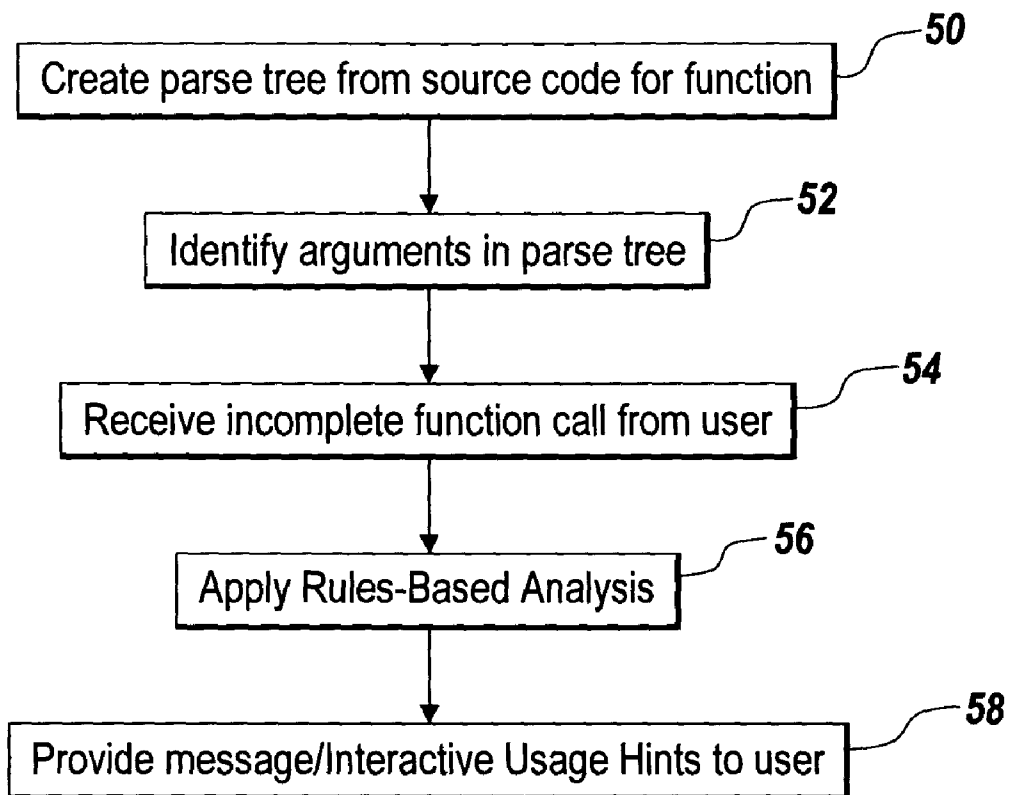 50
Create parse tree from source code for function
52
Identify arguments in parse tree
54
Receive incomplete function call from user
56
Apply Rules-Based Analysis
58
Provide message/Interactive Usage Hints to user